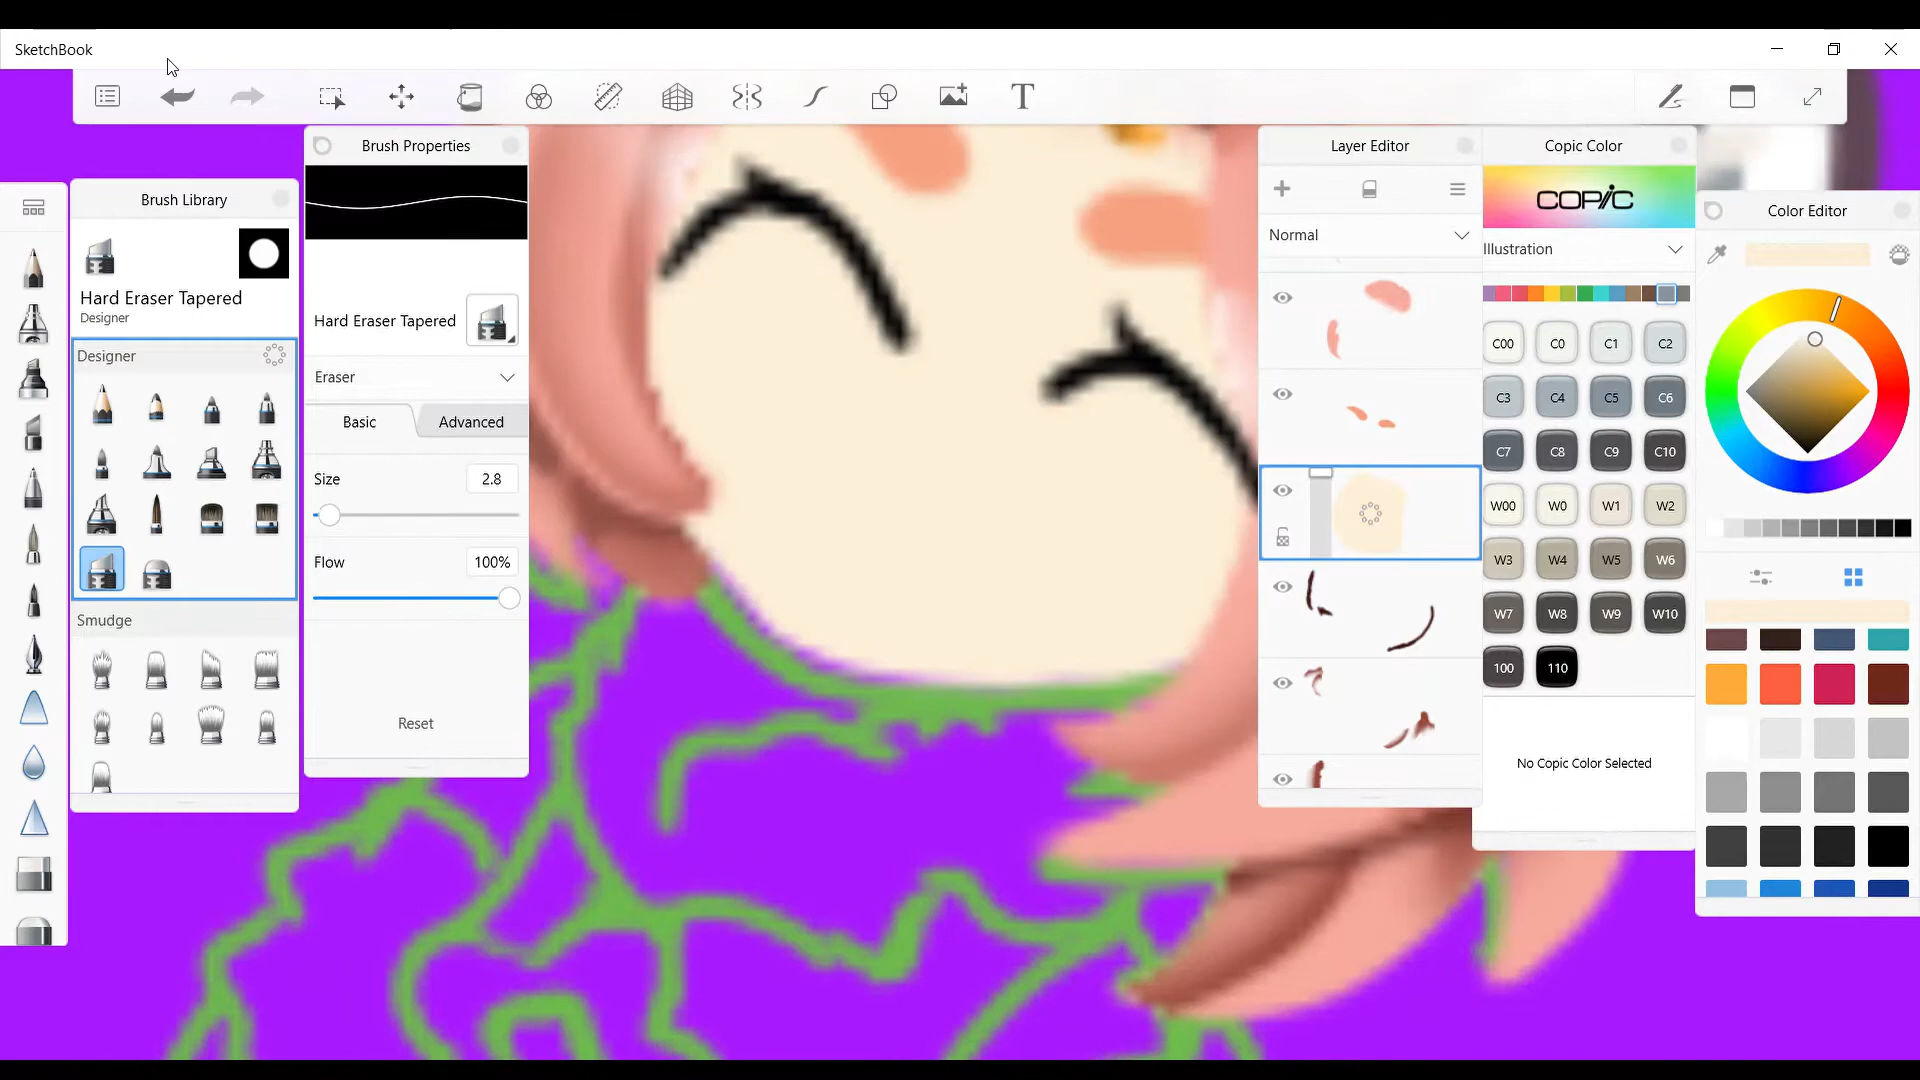 SketchBook
T
Brush Library
Hard Eraser Tapered
Designer
Designer
Smudge
Brush Properties
Hard Eraser Tapered
Eraser
Basic Advanced
Size 2.8
Flow 100%
Reset
Layer Editor
Normal
Copic Color
COPIC
Illustration
C00 C0 C1 C2
C3 C4 C5 C6
C7 C8 C9 C10
W00 W0 W1 W2
W3 W4 W5 W6
W7 W8 W9 W10
100 110
No Copic Color Selected
Color Editor